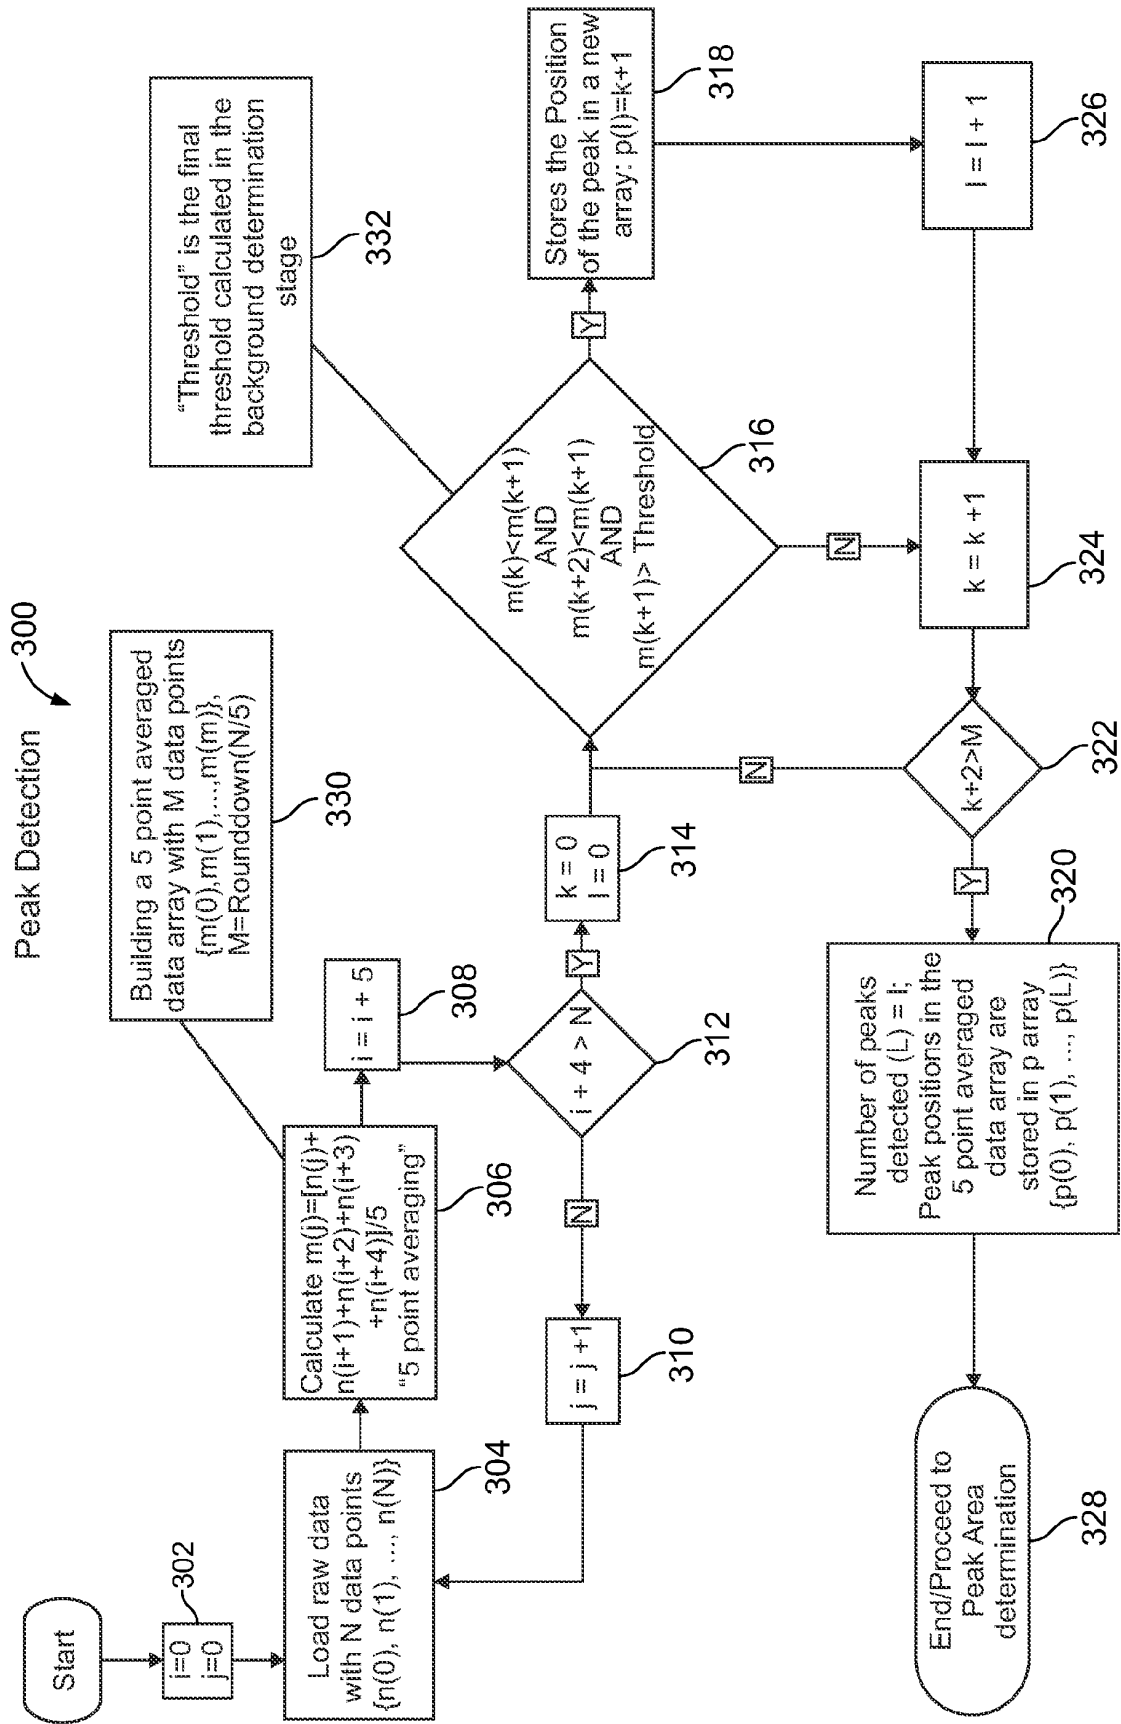 Peak Detection
300
Start
i=0
j=0
302
Load raw data
with N data points
{n(0), n(1), ..., n(N)}
304
Calculate m(j)=[n(j)+
n(i+1)+n(i+2)+n(i+3)
+n(i+4)]/5
“5 point averaging”
306
Building a 5 point averaged
data array with M data points
{m(0),m(1),...,m(m)},
M=Rounddown(N/5)
330
i = i + 5
308
i + 4 > N
312
N
j = j +1
310
Y
k = 0
l = 0
314
m(k)<m(k+1)
AND
m(k+2)<m(k+1)
AND
m(k+1)> Threshold
316
“Threshold” is the final
threshold calculated in the
background determination
stage
332
Y
Stores the Position
of the peak in a new
array: p(l)=k+1
318
l = l + 1
326
N
k = k +1
324
k+2>M
322
N
Y
Number of peaks
detected (L) = l;
Peak positions in the
5 point averaged
data array are
stored in p array
{p(0), p(1), ..., p(L)}
320
End/Proceed to
Peak Area
determination
328